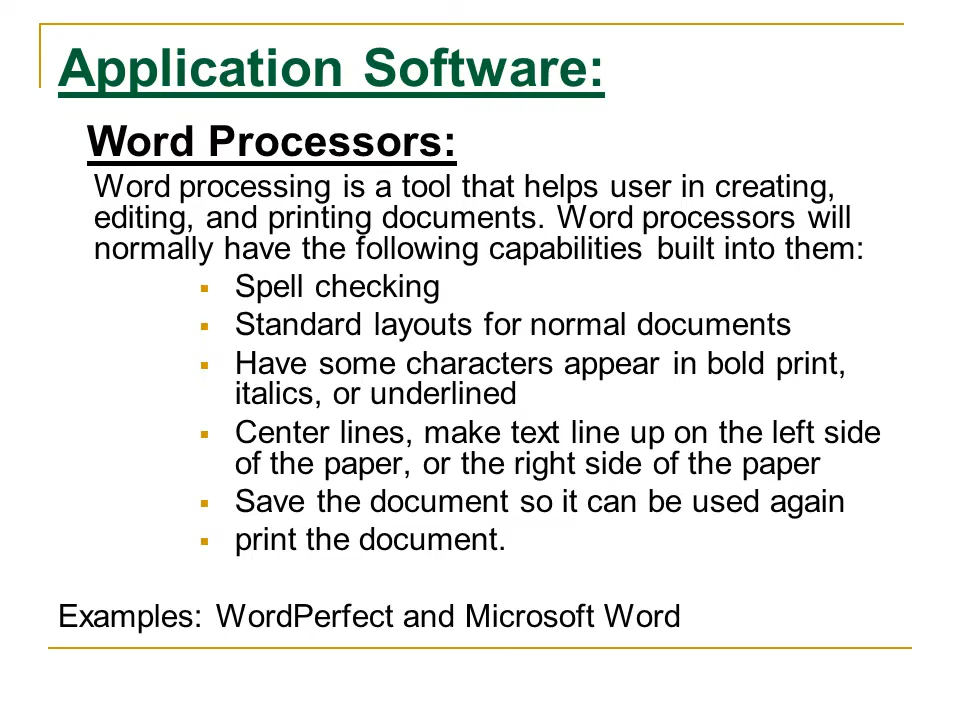 Application Software:
Word Processors:
Word processing is a tool that helps user in creating,
editing, and printing documents. Word processors will
normally have the following capabilities built into them:
▪ Spell checking
▪ Standard layouts for normal documents
▪ Have some characters appear in bold print,
italics, or underlined
▪ Center lines, make text line up on the left side
of the paper, or the right side of the paper
▪ Save the document so it can be used again
▪ print the document.
Examples: WordPerfect and Microsoft Word